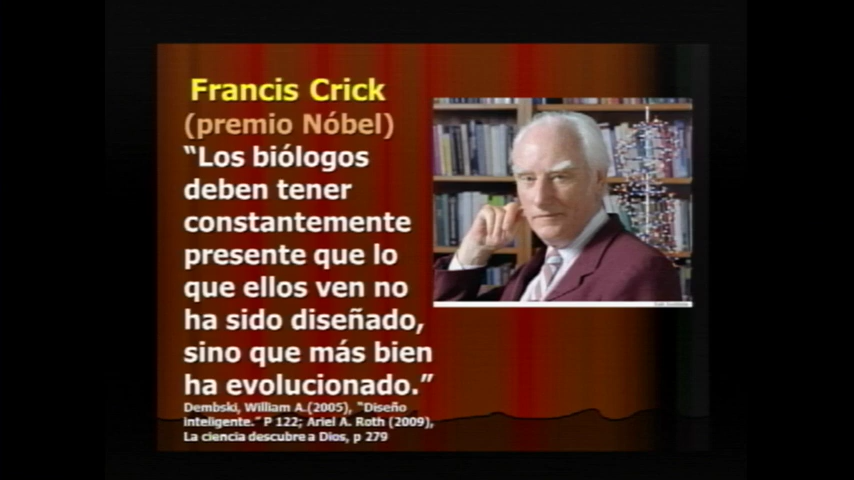 Francis Crick
(premio Nóbel)
“Los biólogos
deben tener
constantemente
presente que lo
que ellos ven no
ha sido diseñado,
sino que más bien
ha evolucionado.”
Dembski, William A.(2005), “Diseño
inteligente.” P 122; Ariel A. Roth (2009),
La ciencia descubre a Dios, p 279